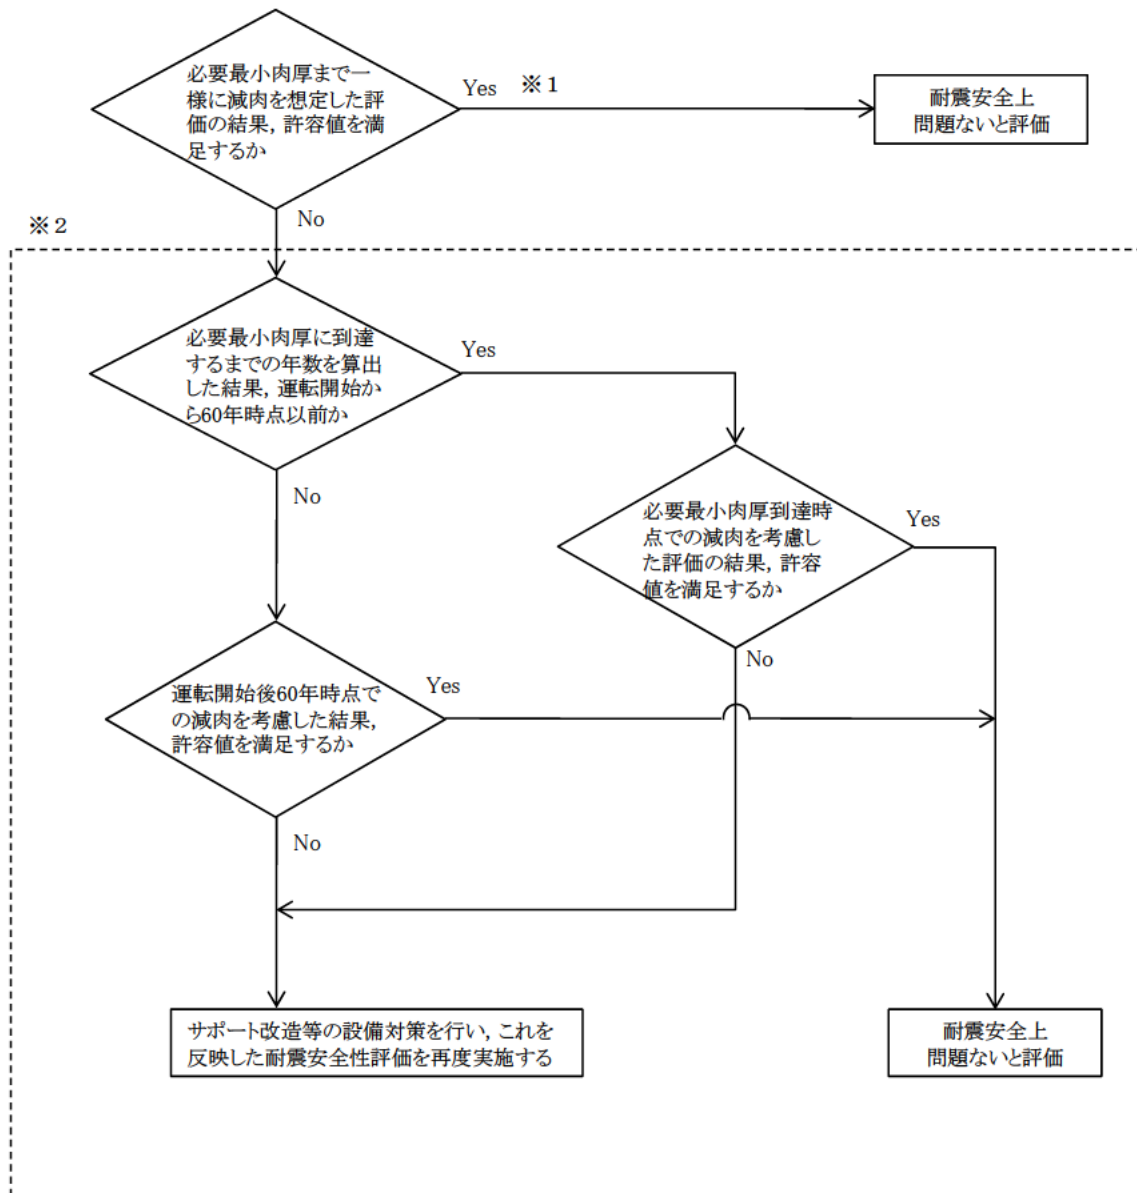 必要最小肉厚まで一
様に減肉を想定した評
価の結果，許容値を満
足するか
Yes
※１
耐震安全上
問題ないと評価
No
※２
必要最小肉厚に到達
するまでの年数を算出
した結果，運転開始か
ら60年時点以前か
Yes
No
必要最小肉厚到達時
点での減肉を考慮し
た評価の結果，許容
値を満足するか
Yes
No
運転開始後60年時点で
の減肉を考慮した結果，
許容値を満足するか
Yes
No
サポート改造等の設備対策を行い，これを
反映した耐震安全性評価を再度実施する
耐震安全上
問題ないと評価